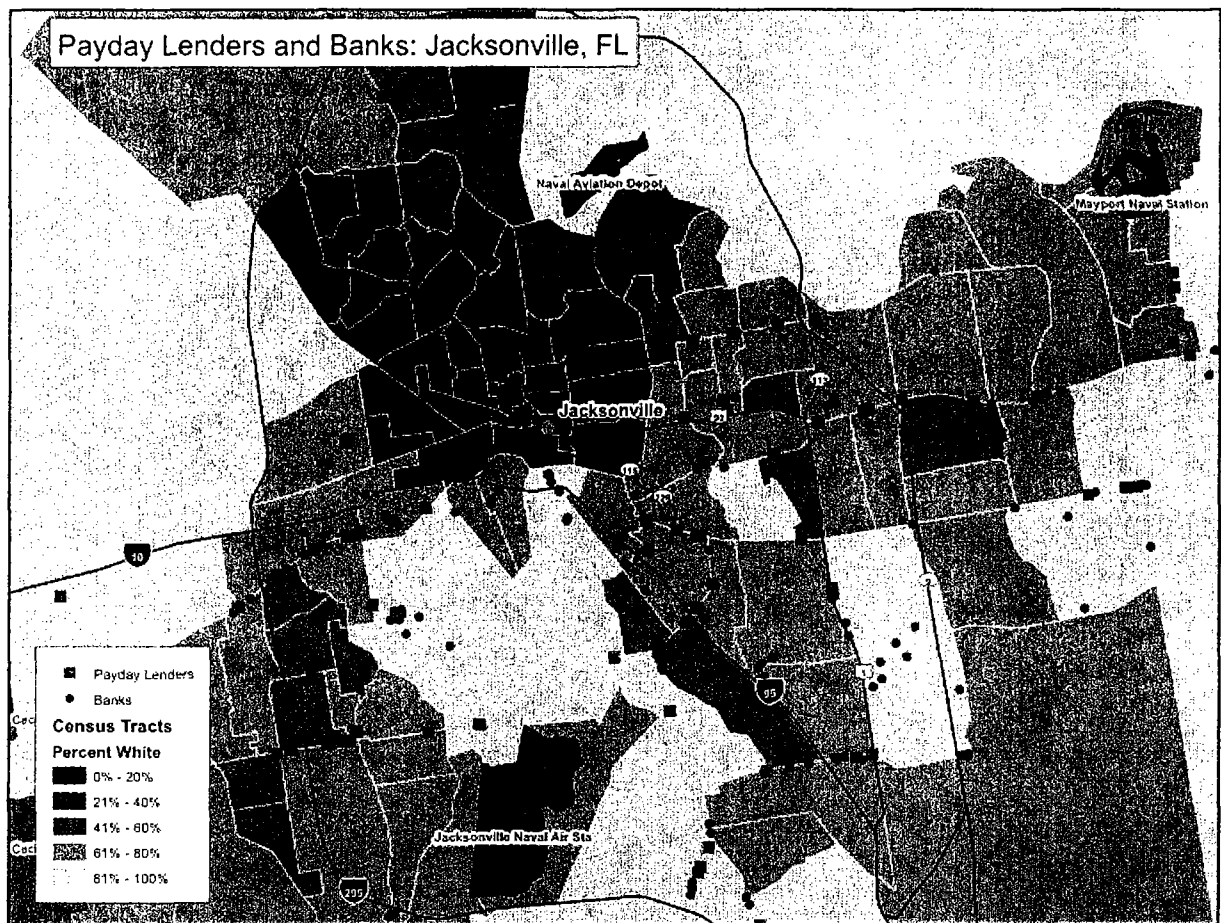 Payday Lenders and Banks: Jacksonville, FL
Naval Aviation Depot
Mayport Naval Station
Jacksonville
21
10
1
95
Payday Lenders
Banks
Census Tracts
Percent White
0% - 20%
21% - 40%
41% - 60%
61% - 80%
81% - 100%
Jacksonville Naval Air Sta
295